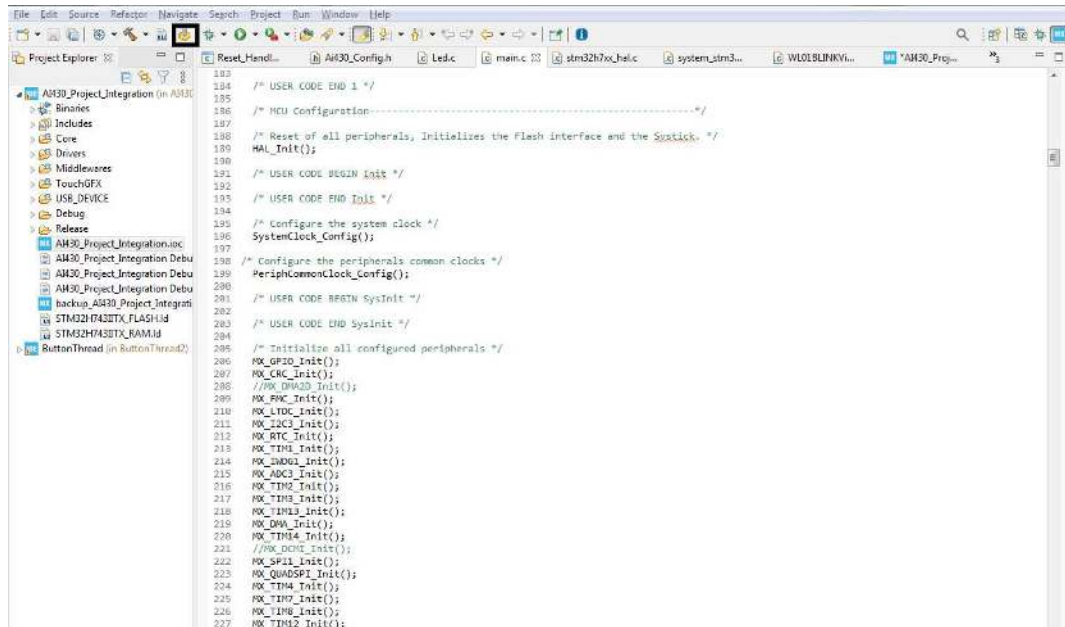 File Edit Source Refactor Navigate Search Project Run Window Help
Project Explorer
Reset_Handl... AI430_Config.h Led.c main.c stm32h7xx_hal.c system_stm3... WL018LINKVi... *AI430_Proj...
AI430_Project_Integration (in AI430
Binaries
Includes
Core
Drivers
Middlewares
TouchGFX
USB_DEVICE
Debug
Release
AI430_Project_Integration.ioc
AI430_Project_Integration Debu
AI430_Project_Integration Debu
AI430_Project_Integration Debu
backup_AI430_Project_Integrati
STM32H743IITX_FLASH.ld
STM32H743IITX_RAM.ld
ButtonThread (in ButtonThread2)
183
184 /* USER CODE END 1 */
185
186 /* MCU Configuration--------------------------------------------------------*/
187
188 /* Reset of all peripherals, Initializes the Flash interface and the Systick. */
189 HAL_Init();
190
191 /* USER CODE BEGIN Init */
192
193 /* USER CODE END Init */
194
195 /* Configure the system clock */
196 SystemClock_Config();
197
198 /* Configure the peripherals common clocks */
199 PeriphCommonClock_Config();
200
201 /* USER CODE BEGIN SysInit */
202
203 /* USER CODE END SysInit */
204
205 /* Initialize all configured peripherals */
206 MX_GPIO_Init();
207 MX_CRC_Init();
208 //MX_DMA2D_Init();
209 MX_FMC_Init();
210 MX_LTDC_Init();
211 MX_I2C3_Init();
212 MX_RTC_Init();
213 MX_TIM1_Init();
214 MX_IWDG1_Init();
215 MX_ADC3_Init();
216 MX_TIM2_Init();
217 MX_TIM3_Init();
218 MX_TIM13_Init();
219 MX_DMA_Init();
220 MX_TIM14_Init();
221 //MX_DCMI_Init();
222 MX_SPI1_Init();
223 MX_QUADSPI_Init();
224 MX_TIM4_Init();
225 MX_TIM7_Init();
226 MX_TIM8_Init();
227 MX_TIM12_Init();